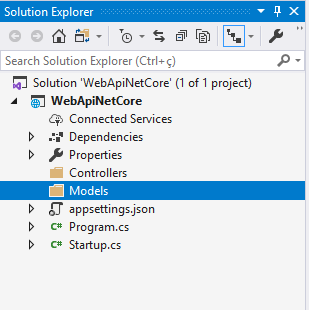 Solution Explorer
Search Solution Explorer (Ctrl+ç)
Solution 'WebApiNetCore' (1 of 1 project)
WebApiNetCore
Connected Services
Dependencies
Properties
Controllers
Models
appsettings.json
C# Program.cs
C# Startup.cs